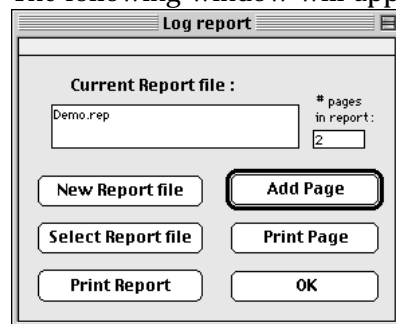 The following window will app
Log report
Current Report file :
Demo.rep
# pages
in report:
2
New Report file
Add Page
Select Report file
Print Page
Print Report
OK